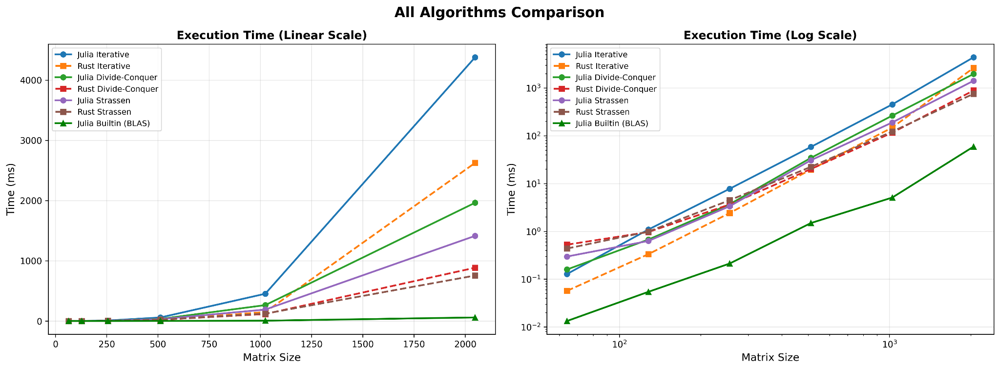 All Algorithms Comparison
Execution Time (Linear Scale)
Julia Iterative
Rust Iterative
Julia Divide-Conquer
Rust Divide-Conquer
Julia Strassen
Rust Strassen
Julia Builtin (BLAS)
Time (ms)
4000
3000
2000
1000
0
0 250 500 750 1000 1250 1500 1750 2000
Matrix Size
Execution Time (Log Scale)
Julia Iterative
Rust Iterative
Julia Divide-Conquer
Rust Divide-Conquer
Julia Strassen
Rust Strassen
Julia Builtin (BLAS)
Time (ms)
10³
10²
10¹
10⁰
10⁻¹
10⁻²
10² 10³
Matrix Size